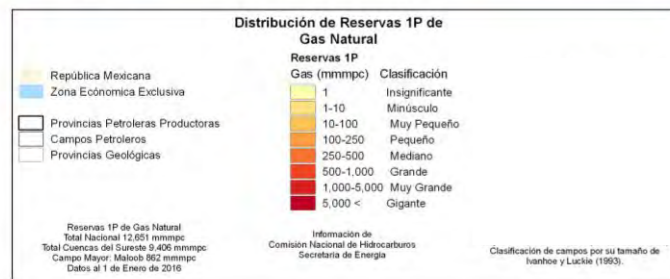 Distribución de Reservas 1P de
Gas Natural
República Mexicana
Zona Ecónomica Exclusiva
Provincias Petroleras Productoras
Campos Petroleros
Provincias Geológicas
Reservas 1P
Gas (mmmpc) Clasificación
1 Insignificante
1-10 Minúsculo
10-100 Muy Pequeño
100-250 Pequeño
250-500 Mediano
500-1,000 Grande
1,000-5,000 Muy Grande
5,000 < Gigante
Reservas 1P de Gas Natural
Total Nacional 12,651 mmmpc
Total Cuencas del Sureste 9,406 mmmpc
Campo Mayor: Maloob 862 mmmpc
Datos al 1 de Enero de 2016
Información de
Comisión Nacional de Hidrocarburos
Secretaria de Energía
Clasificación de campos por su tamaño de
Ivanhoe y Luckie (1993).